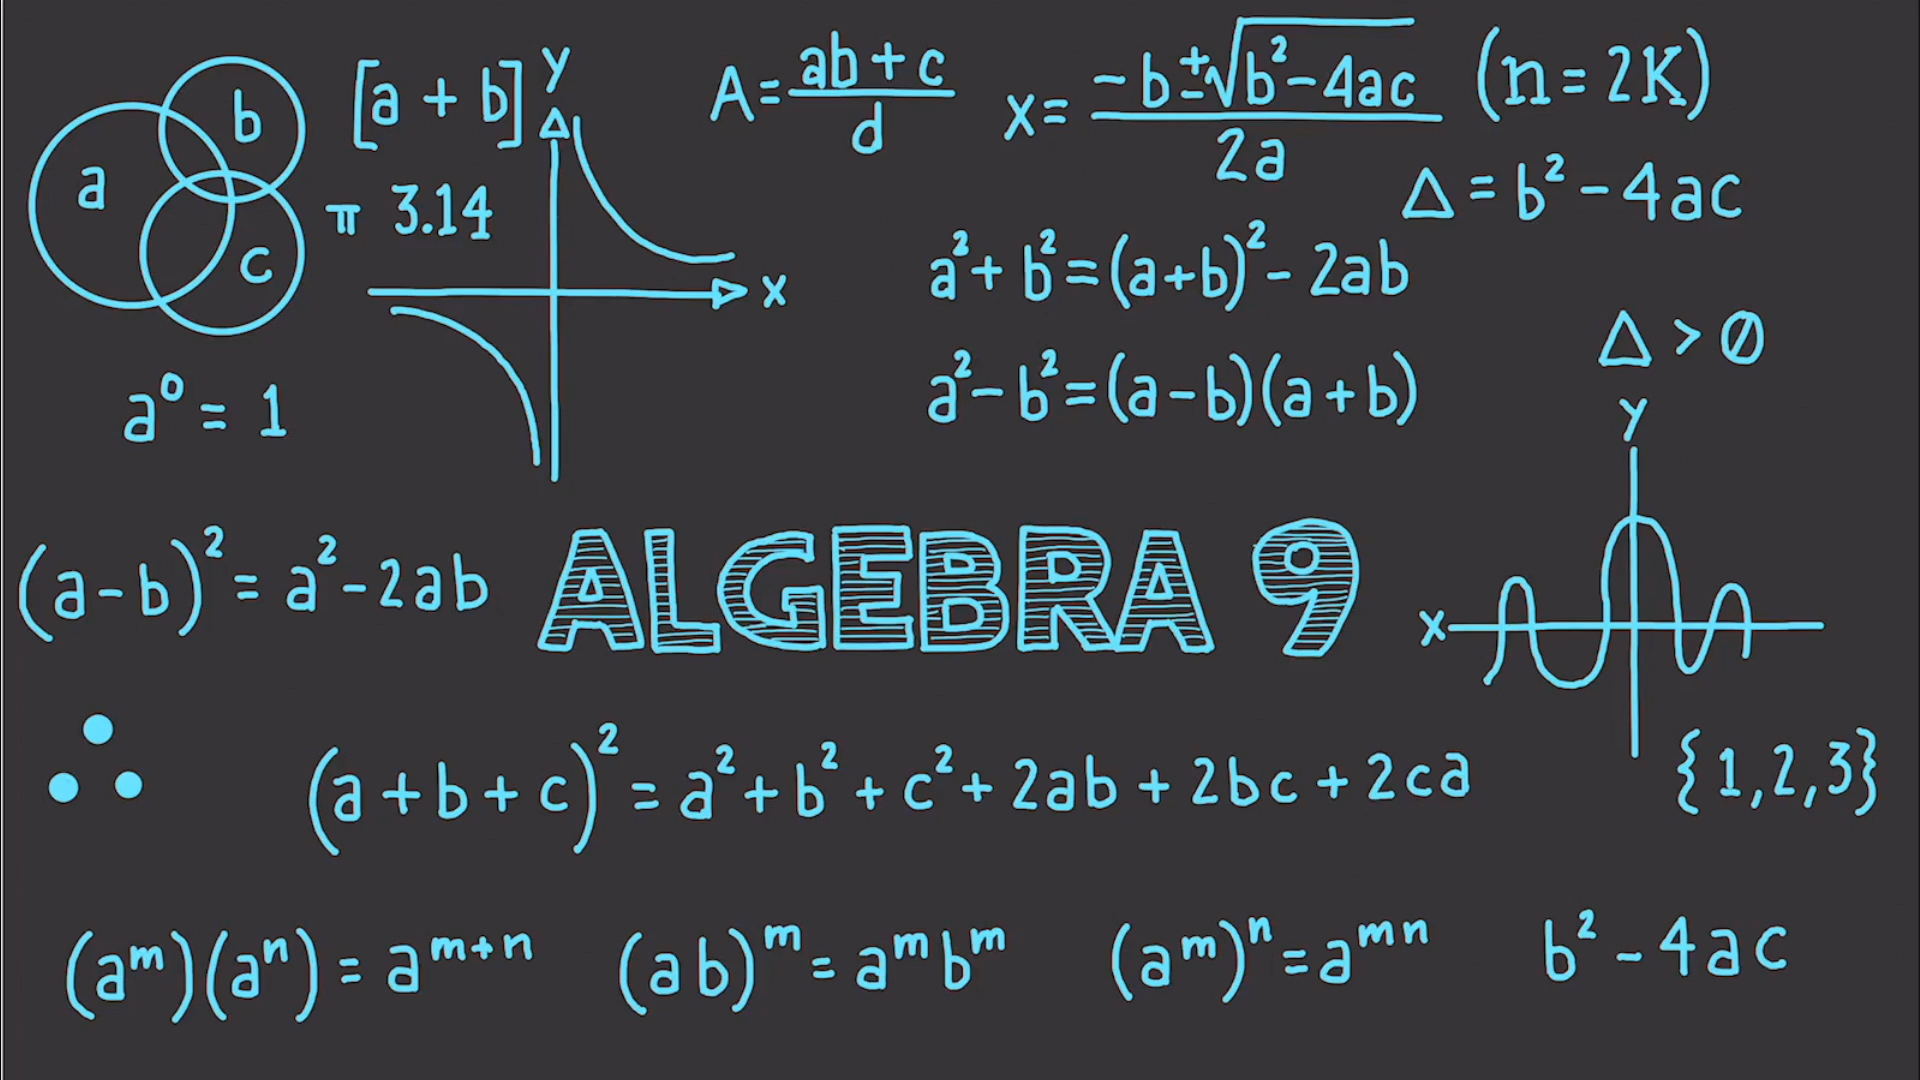 a
b
c
[a + b]
y
x
π 3.14
a⁰ = 1
A = (ab + c)/d
x = (-b ± √(b² - 4ac))/2a
(n = 2K)
Δ = b² - 4ac
a² + b² = (a+b)² - 2ab
a² - b² = (a-b)(a+b)
Δ > 0
y
x
(a-b)² = a² - 2ab
ALGEBRA 9
∴
(a + b + c)² = a² + b² + c² + 2ab + 2bc + 2ca
{1,2,3}
(aᵐ)(aⁿ) = aᵐ⁺ⁿ
(ab)ᵐ = aᵐbᵐ
(aᵐ)ⁿ = aᵐⁿ
b² - 4ac